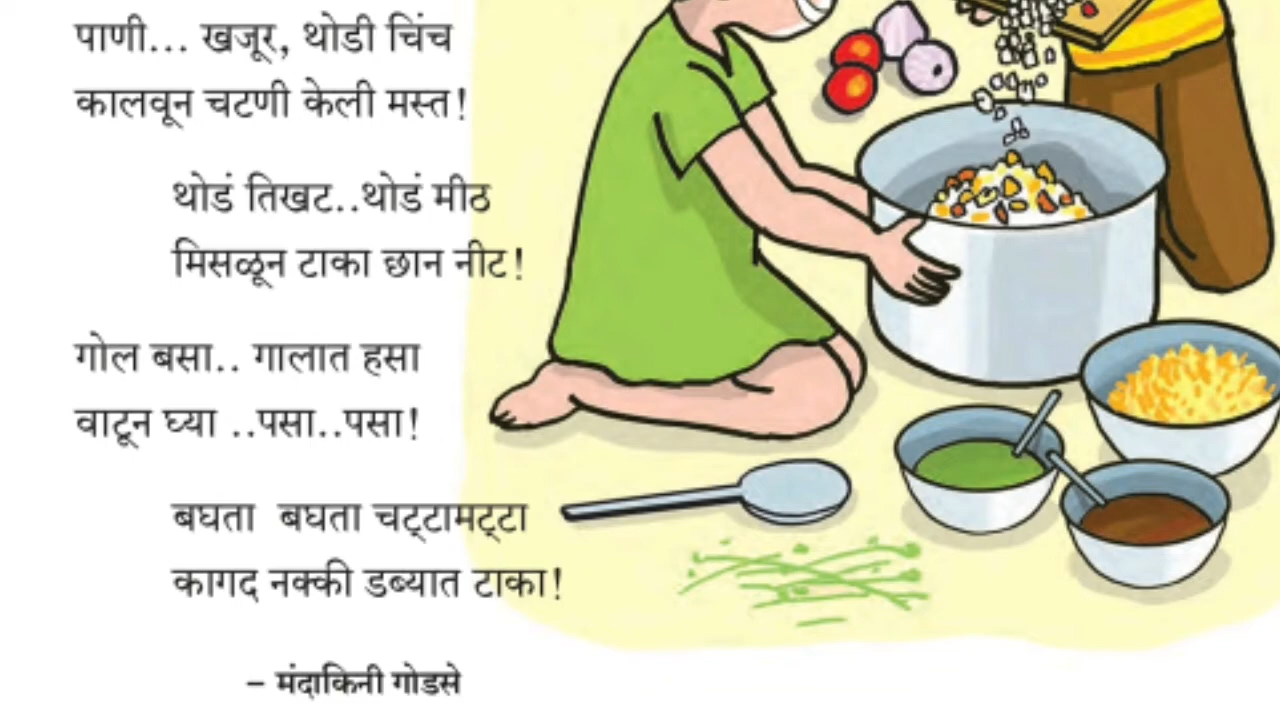 पाणी... खजूर, थोडी चिंच
कालवून चटणी केली मस्त!
थोडं तिखट..थोडं मीठ
मिसळून टाका छान नीट!
गोल बसा.. गालात हसा
वाटून घ्या ..पसा..पसा!
बघता बघता चट्टामट्टा
कागद नक्की डब्यात टाका!
– मंदाकिनी गोडसे